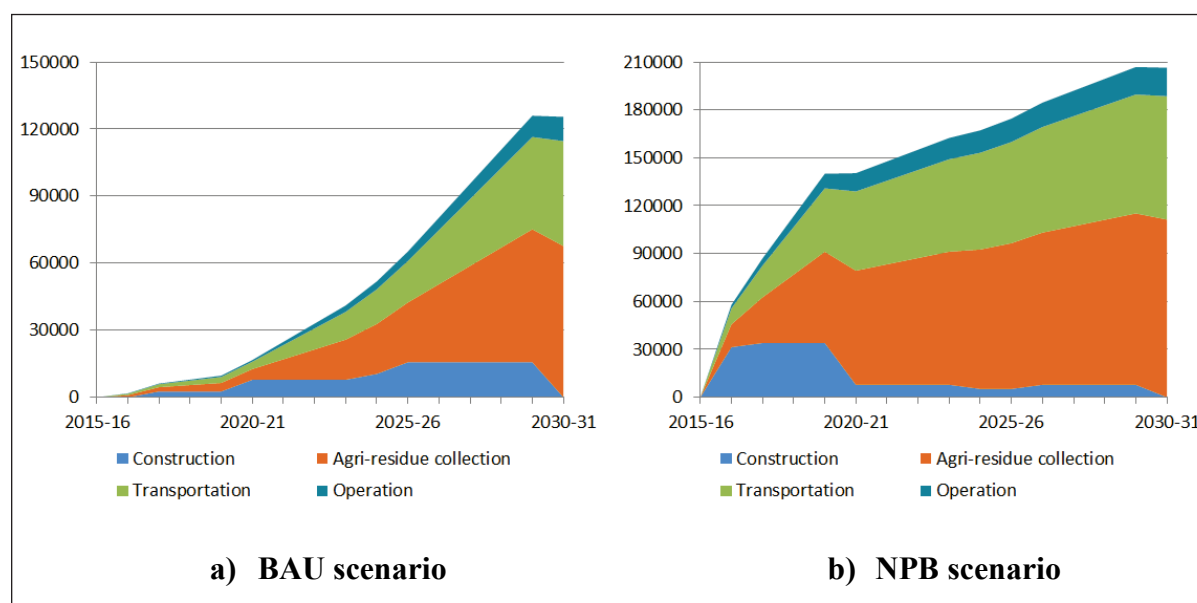 150000
120000
90000
60000
30000
0
2015-16 2020-21 2025-26 2030-31
Construction Agri-residue collection
Transportation Operation
a) BAU scenario
210000
180000
150000
120000
90000
60000
30000
0
2015-16 2020-21 2025-26 2030-31
Construction Agri-residue collection
Transportation Operation
b) NPB scenario